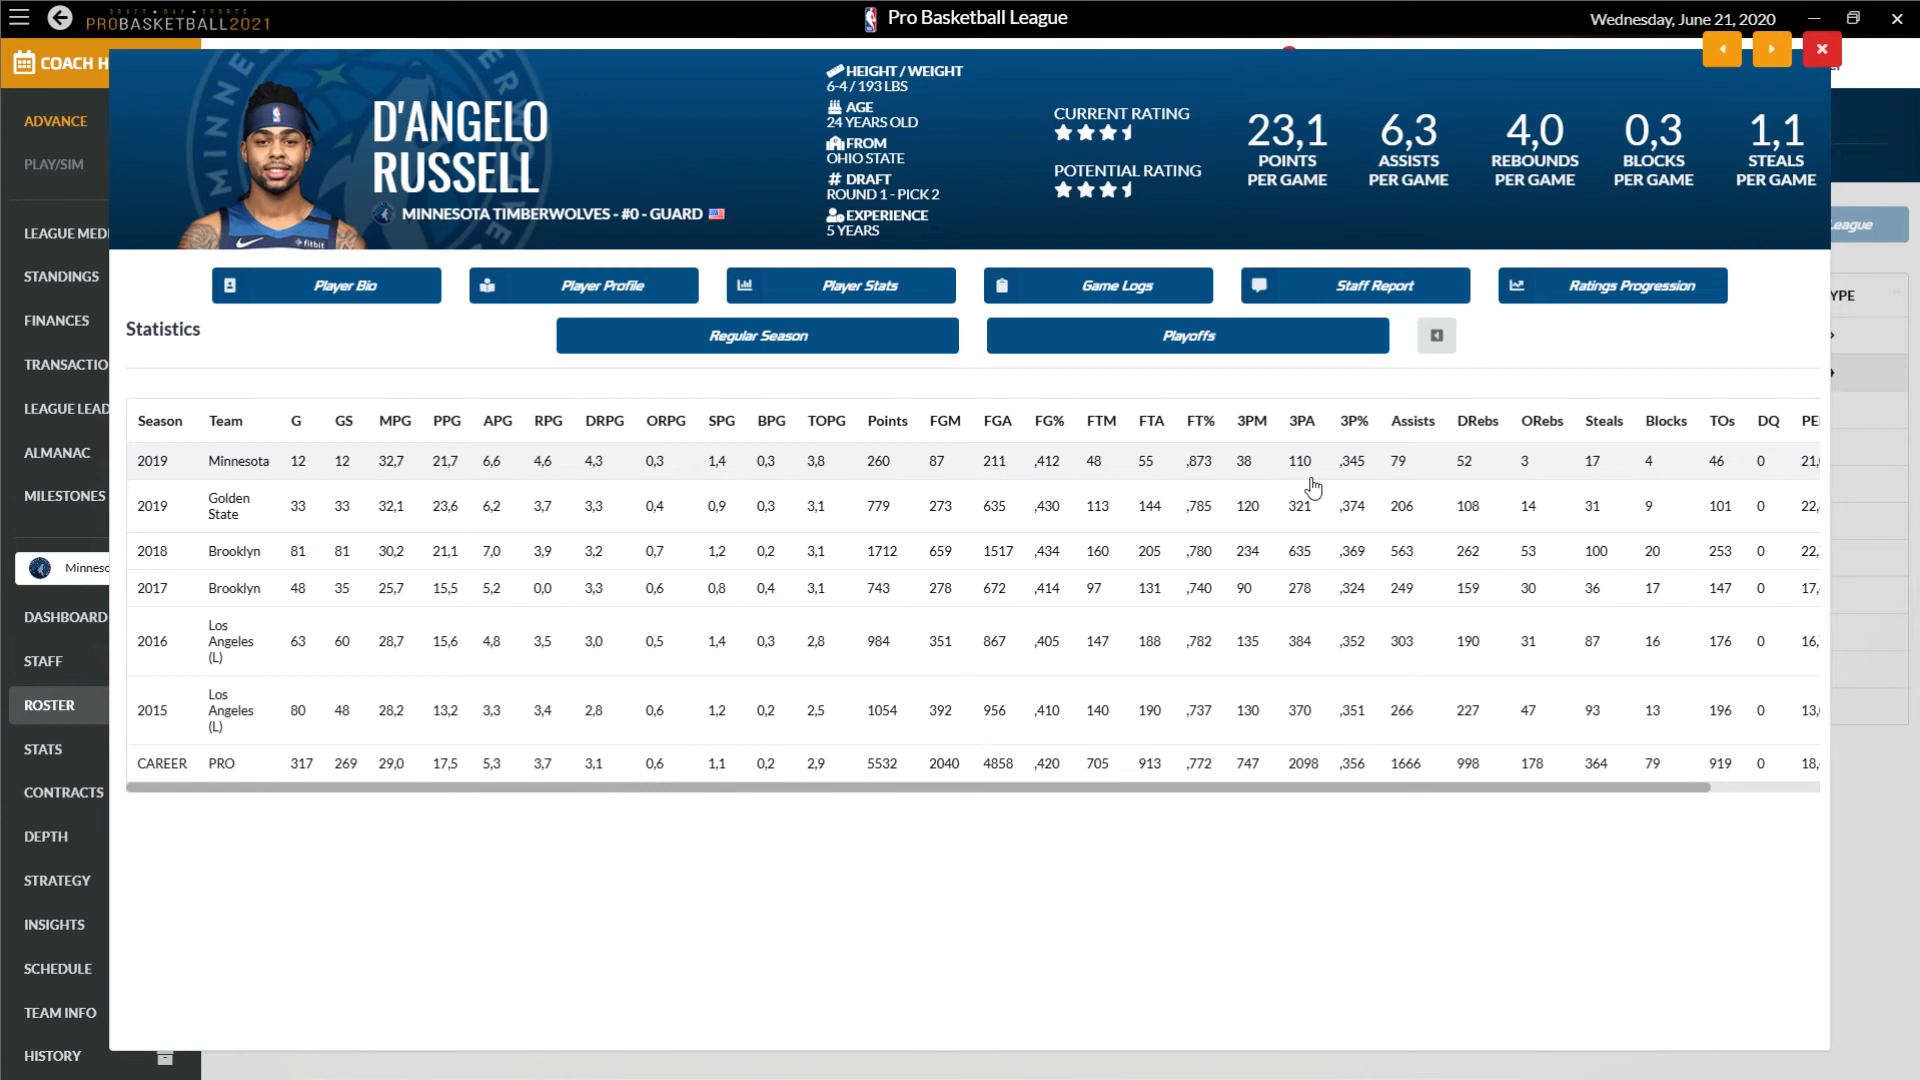 DRAFT • DAY • SPORTS
PROBASKETBALL2021
Pro Basketball League
Wednesday, June 21, 2020
COACH H
ADVANCE
PLAY/SIM
LEAGUE MEDI
STANDINGS
FINANCES
TRANSACTIO
LEAGUE LEAD
ALMANAC
MILESTONES
Minneso
DASHBOARD
STAFF
ROSTER
STATS
CONTRACTS
DEPTH
STRATEGY
INSIGHTS
SCHEDULE
TEAM INFO
HISTORY
D'ANGELO
RUSSELL
MINNESOTA TIMBERWOLVES - #0 - GUARD
fitbit
HEIGHT / WEIGHT
6-4 / 193 LBS
AGE
24 YEARS OLD
FROM
OHIO STATE
# DRAFT
ROUND 1 - PICK 2
EXPERIENCE
5 YEARS
CURRENT RATING
POTENTIAL RATING
23,1 6,3 4,0 0,3 1,1
POINTS ASSISTS REBOUNDS BLOCKS STEALS
PER GAME PER GAME PER GAME PER GAME PER GAME
Player Bio Player Profile Player Stats Game Logs Staff Report Ratings Progression
Statistics
Regular Season Playoffs
eague
YPE
Season Team G GS MPG PPG APG RPG DRPG ORPG SPG BPG TOPG Points FGM FGA FG% FTM FTA FT% 3PM 3PA 3P% Assists DRebs ORebs Steals Blocks TOs DQ PE
2019 Minnesota 12 12 32,7 21,7 6,6 4,6 4,3 0,3 1,4 0,3 3,8 260 87 211 ,412 48 55 ,873 38 110 ,345 79 52 3 17 4 46 0 21,
2019 Golden State 33 33 32,1 23,6 6,2 3,7 3,3 0,4 0,9 0,3 3,1 779 273 635 ,430 113 144 ,785 120 321 ,374 206 108 14 31 9 101 0 22,
2018 Brooklyn 81 81 30,2 21,1 7,0 3,9 3,2 0,7 1,2 0,2 3,1 1712 659 1517 ,434 160 205 ,780 234 635 ,369 563 262 53 100 20 253 0 22,
2017 Brooklyn 48 35 25,7 15,5 5,2 0,0 3,3 0,6 0,8 0,4 3,1 743 278 672 ,414 97 131 ,740 90 278 ,324 249 159 30 36 17 147 0 17,
2016 Los Angeles (L) 63 60 28,7 15,6 4,8 3,5 3,0 0,5 1,4 0,3 2,8 984 351 867 ,405 147 188 ,782 135 384 ,352 303 190 31 87 16 176 0 16,
2015 Los Angeles (L) 80 48 28,2 13,2 3,3 3,4 2,8 0,6 1,2 0,2 2,5 1054 392 956 ,410 140 190 ,737 130 370 ,351 266 227 47 93 13 196 0 13,
CAREER PRO 317 269 29,0 17,5 5,3 3,7 3,1 0,6 1,1 0,2 2,9 5532 2040 4858 ,420 705 913 ,772 747 2098 ,356 1666 998 178 364 79 919 0 18,